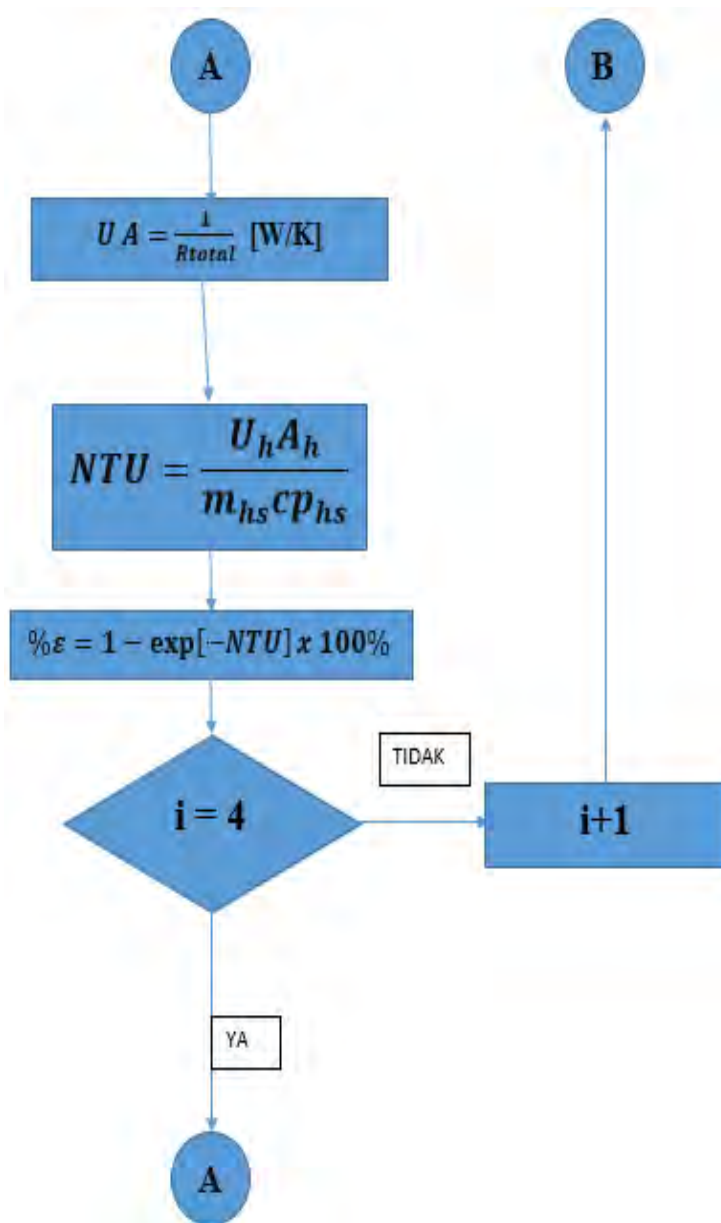 A
B
U A = 1/Rtotal [W/K]
NTU = U_h A_h / m_hs cp_hs
%ε = 1 − exp[−NTU] x 100%
i = 4
TIDAK
i+1
YA
A